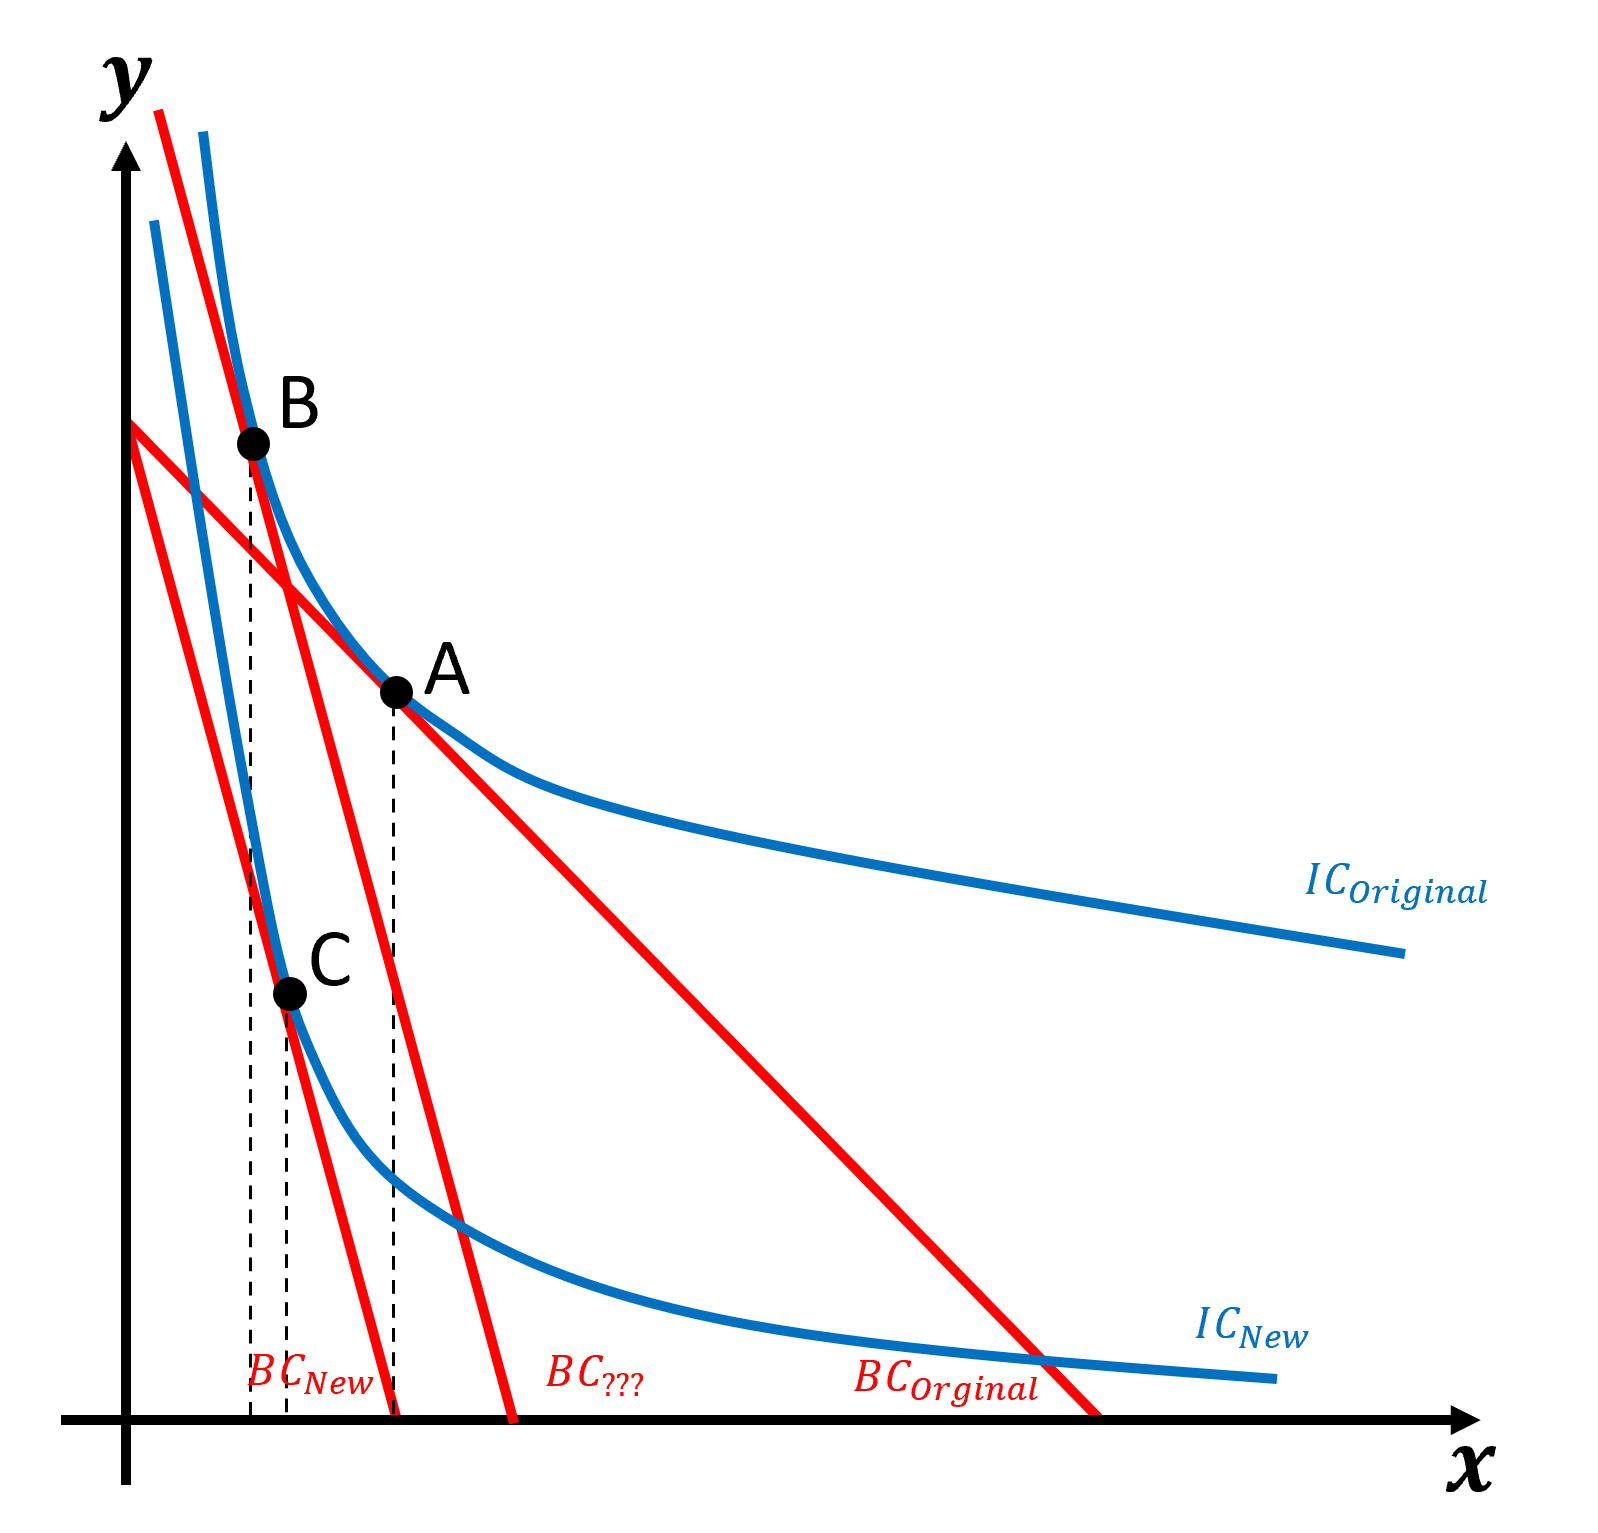 y
B
A
IC_Original
C
IC_New
BC_New
BC_???
BC_Orginal
x